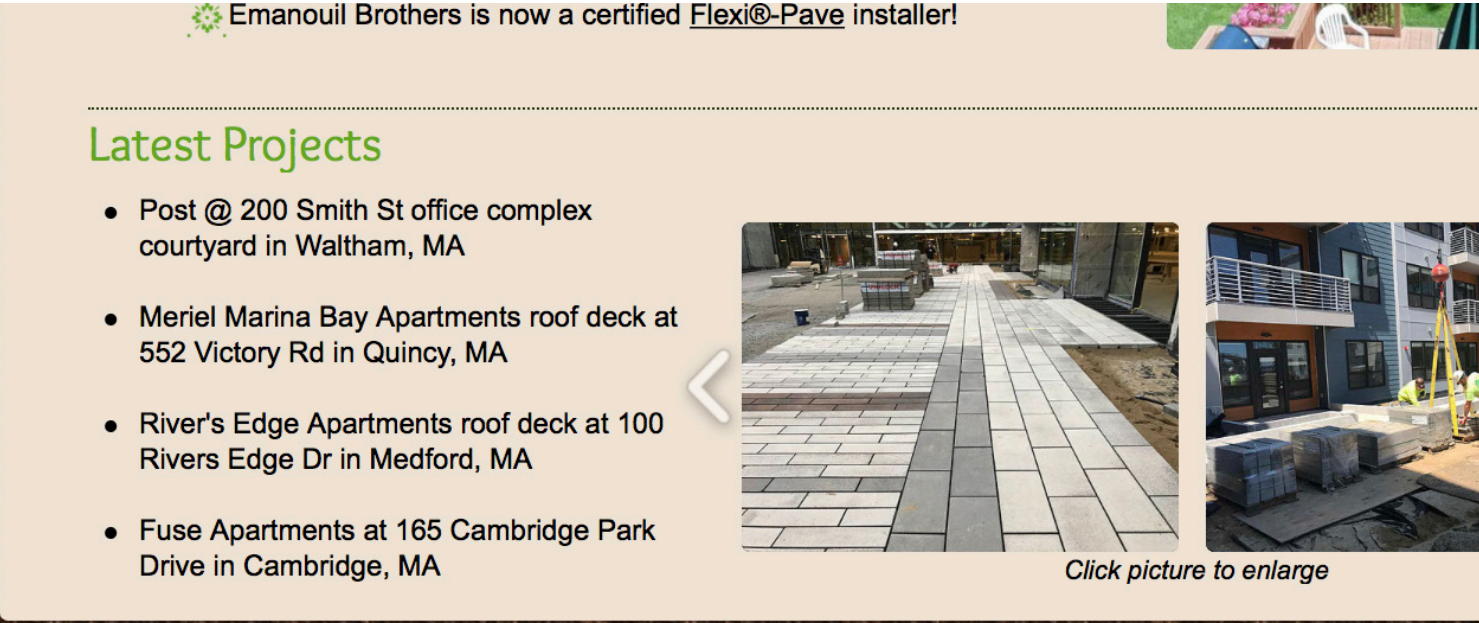 Emanouil Brothers is now a certified Flexi®-Pave installer!
Latest Projects
• Post @ 200 Smith St office complex
courtyard in Waltham, MA
• Meriel Marina Bay Apartments roof deck at
552 Victory Rd in Quincy, MA
• River's Edge Apartments roof deck at 100
Rivers Edge Dr in Medford, MA
• Fuse Apartments at 165 Cambridge Park
Drive in Cambridge, MA
Click picture to enlarge